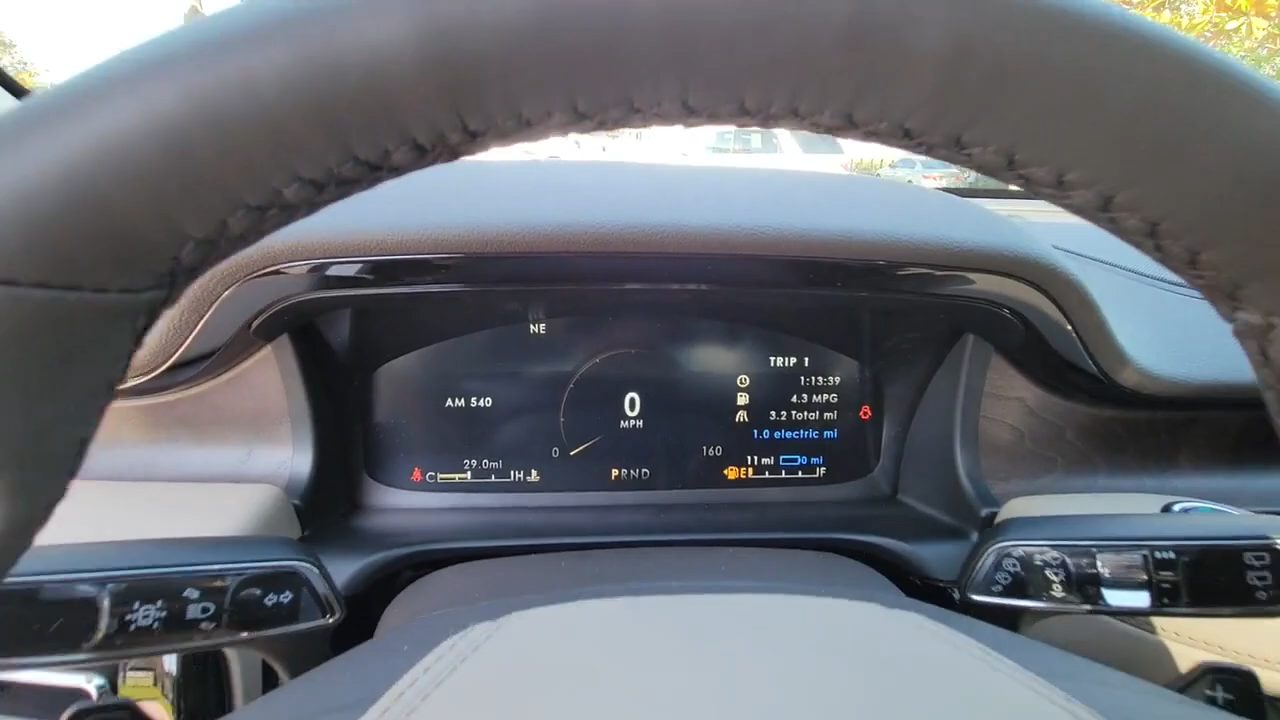 NE
TRIP 1
1:13:39
4.3 MPG
3.2 Total mi
1.0 electric mi
AM 540
0
MPH
0
160
29.0mi
C H
PRND
11 mi 0 mi
E F